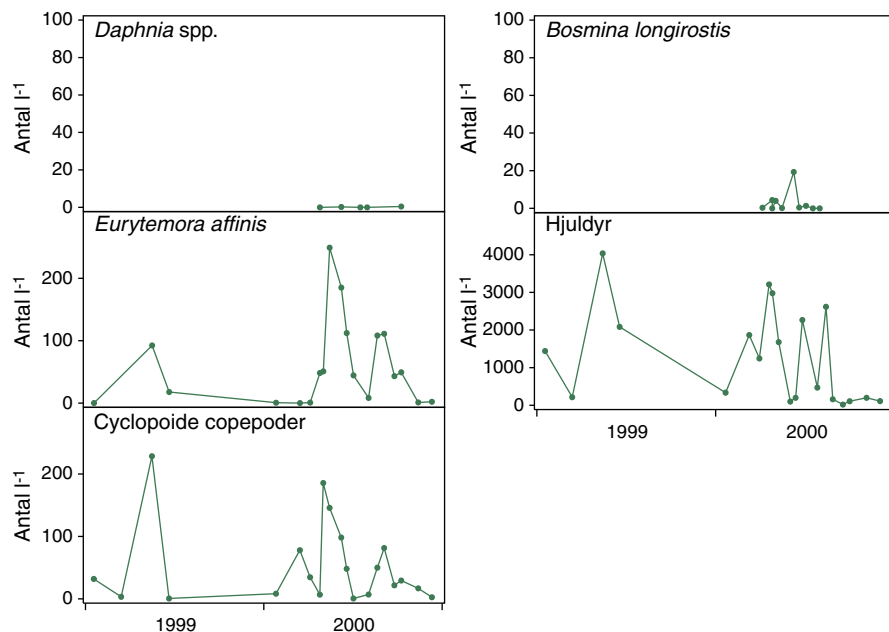 Daphnia spp.
Antal l-1
100
80
60
40
20
0
Eurytemora affinis
Antal l-1
200
100
0
Cyclopoide copepoder
Antal l-1
200
100
0
1999
2000
Bosmina longirostis
Antal l-1
100
80
60
40
20
0
Hjuldyr
Antal l-1
4000
3000
2000
1000
0
1999
2000